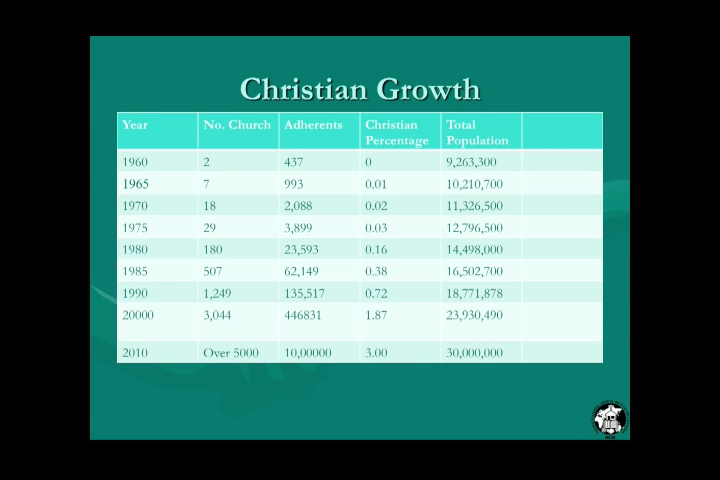 Christian Growth
Year No. Church Adherents Christian Percentage Total Population
1960 2 437 0 9,263,300
1965 7 993 0.01 10,210,700
1970 18 2,088 0.02 11,326,500
1975 29 3,899 0.03 12,796,500
1980 180 23,593 0.16 14,498,000
1985 507 62,149 0.38 16,502,700
1990 1,249 135,517 0.72 18,771,878
20000 3,044 446831 1.87 23,930,490
2010 Over 5000 10,00000 3.00 30,000,000